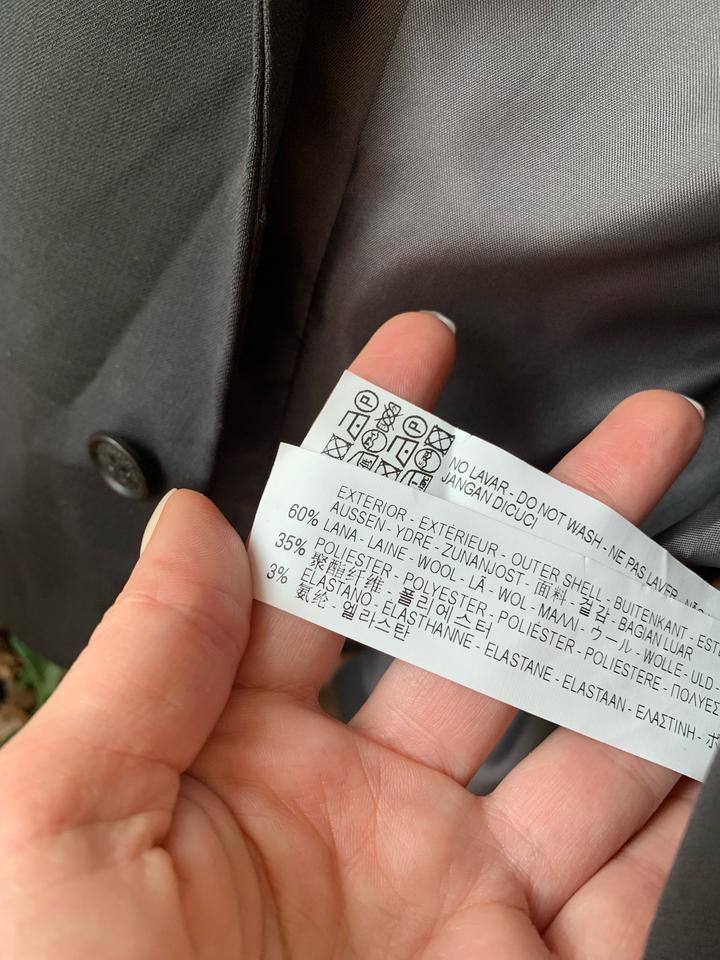 NO LAVAR - DO NOT WASH - NE PAS LAVER -
JANGAN DICUCI
EXTERIOR - EXTÉRIEUR - OUTER SHELL - BUITENKANT -
AUSSEN - YDRE - ZUNANJOST - 面料 - 겉감 - BAGIAN LUAR
60% LANA - LAINE - WOOL - LÃ - WOL - ΜΑΛΛΙ - ウール - WOLLE - ULD -
35% POLIESTER - POLYESTER - POLIÉSTER - POLIESTERE -
聚酯纤维 - 폴리에스터
3% ELASTANO - ELASTHANNE - ELASTANE - ELASTAAN - ΕΛΑΣΤΙΝΗ -
氨纶 - 엘라스탄